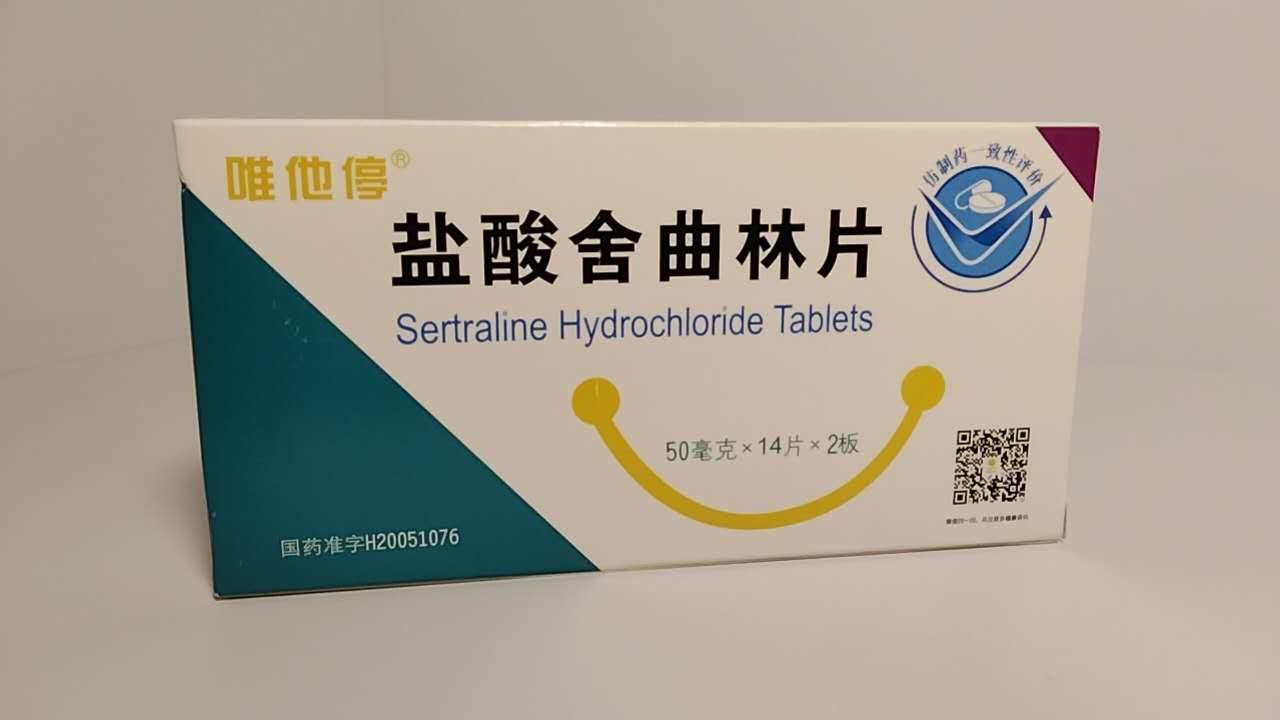 唯他停®
仿制药一致性评价
盐酸舍曲林片
Sertraline Hydrochloride Tablets
50毫克×14片×2板
国药准字H20051076